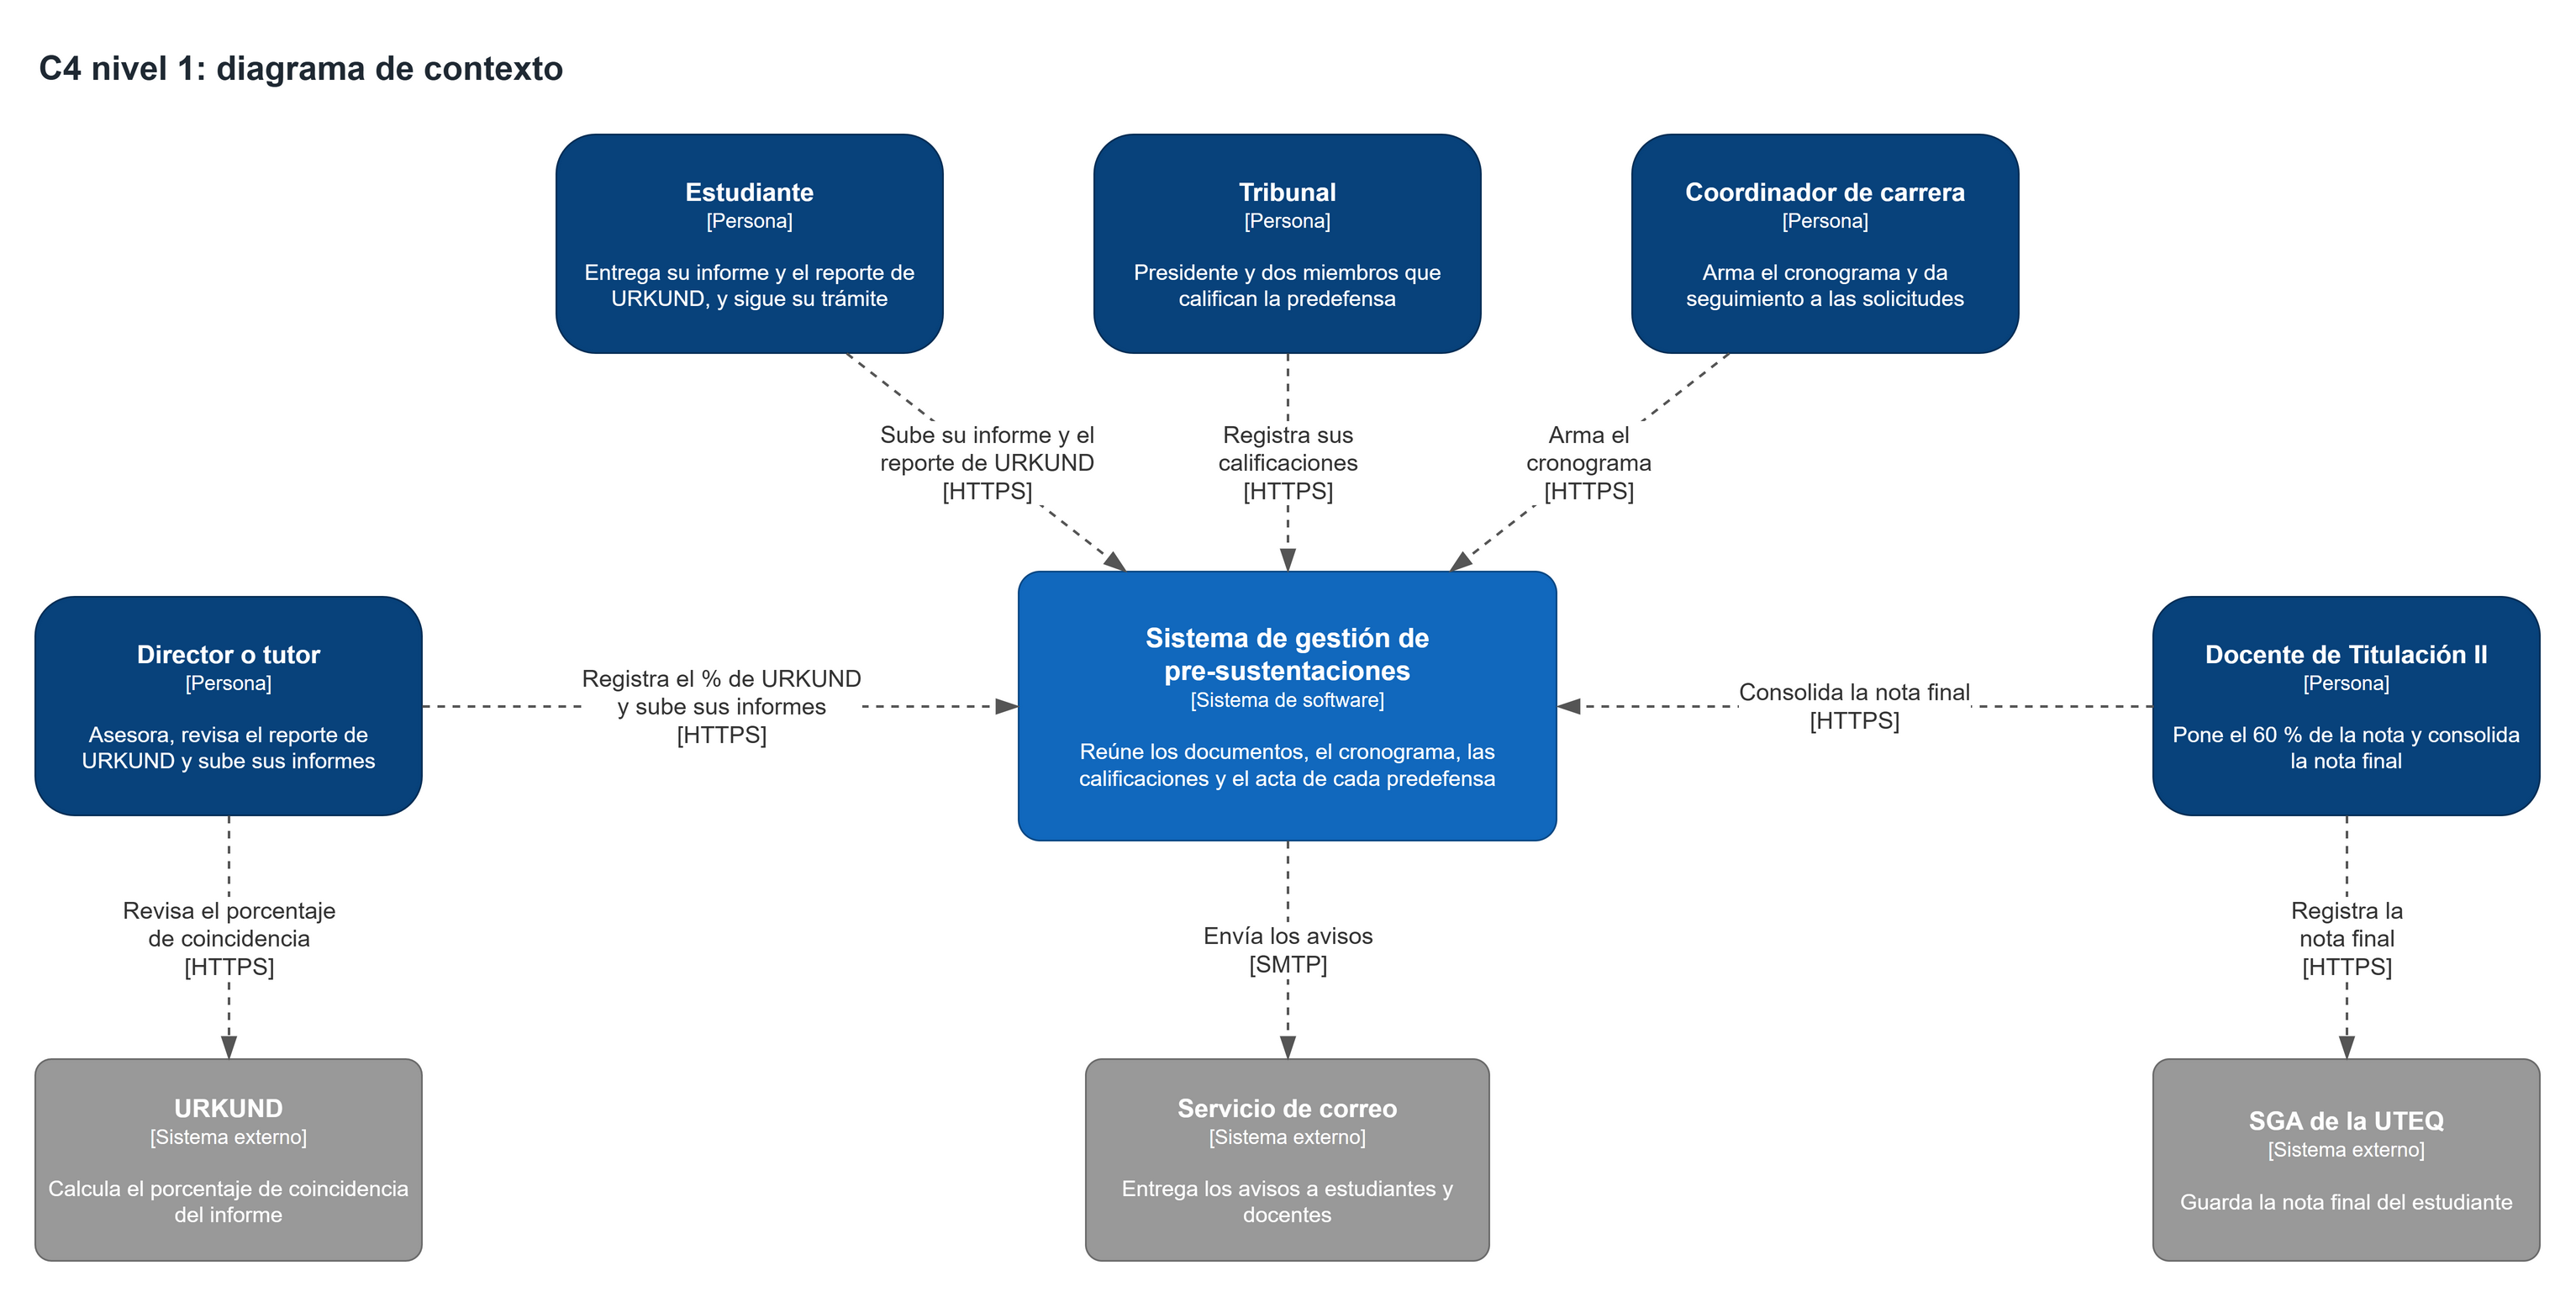 C4 nivel 1: diagrama de contexto
Estudiante
[Persona]
Entrega su informe y el reporte de
URKUND, y sigue su trámite
Tribunal
[Persona]
Presidente y dos miembros que
califican la predefensa
Coordinador de carrera
[Persona]
Arma el cronograma y da
seguimiento a las solicitudes
Sube su informe y el
reporte de URKUND
[HTTPS]
Registra sus
calificaciones
[HTTPS]
Arma el
cronograma
[HTTPS]
Director o tutor
[Persona]
Asesora, revisa el reporte de
URKUND y sube sus informes
Registra el % de URKUND
y sube sus informes
[HTTPS]
Sistema de gestión de
pre-sustentaciones
[Sistema de software]
Reúne los documentos, el cronograma, las
calificaciones y el acta de cada predefensa
Consolida la nota final
[HTTPS]
Docente de Titulación II
[Persona]
Pone el 60 % de la nota y consolida
la nota final
Revisa el porcentaje
de coincidencia
[HTTPS]
Envía los avisos
[SMTP]
Registra la
nota final
[HTTPS]
URKUND
[Sistema externo]
Calcula el porcentaje de coincidencia
del informe
Servicio de correo
[Sistema externo]
Entrega los avisos a estudiantes y
docentes
SGA de la UTEQ
[Sistema externo]
Guarda la nota final del estudiante